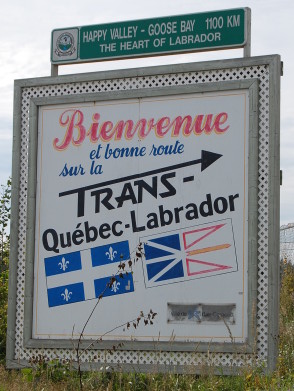 HAPPY VALLEY - GOOSE BAY 1100 KM
THE HEART OF LABRADOR
Bienvenue
et bonne route
sur la
TRANS-
Québec-Labrador